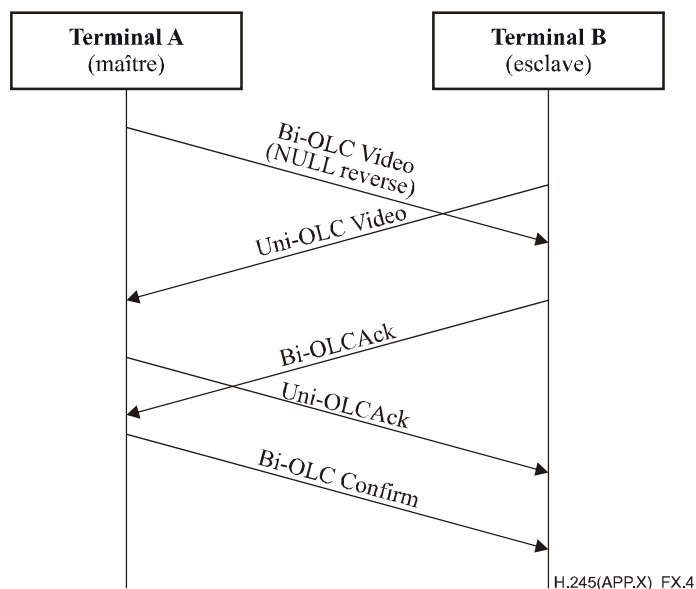 Terminal A
(maître)
Terminal B
(esclave)
Bi-OLC Video
(NULL reverse)
Uni-OLC Video
Bi-OLCAck
Uni-OLCAck
Bi-OLC Confirm
H.245(APP.X)_FX.4